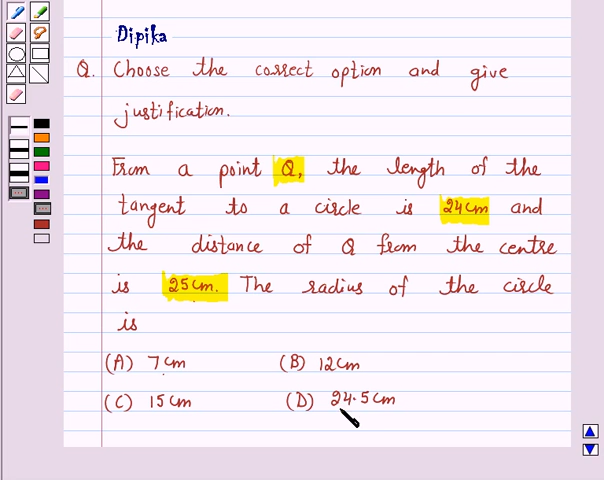 Dipika
Q. Choose the correct option and give
justification.
From a point Q, the length of the
tangent to a circle is 24cm and
the distance of Q from the centre
is 25cm. The radius of the circle
is
(A) 7cm (B) 12cm
(C) 15cm (D) 24.5cm